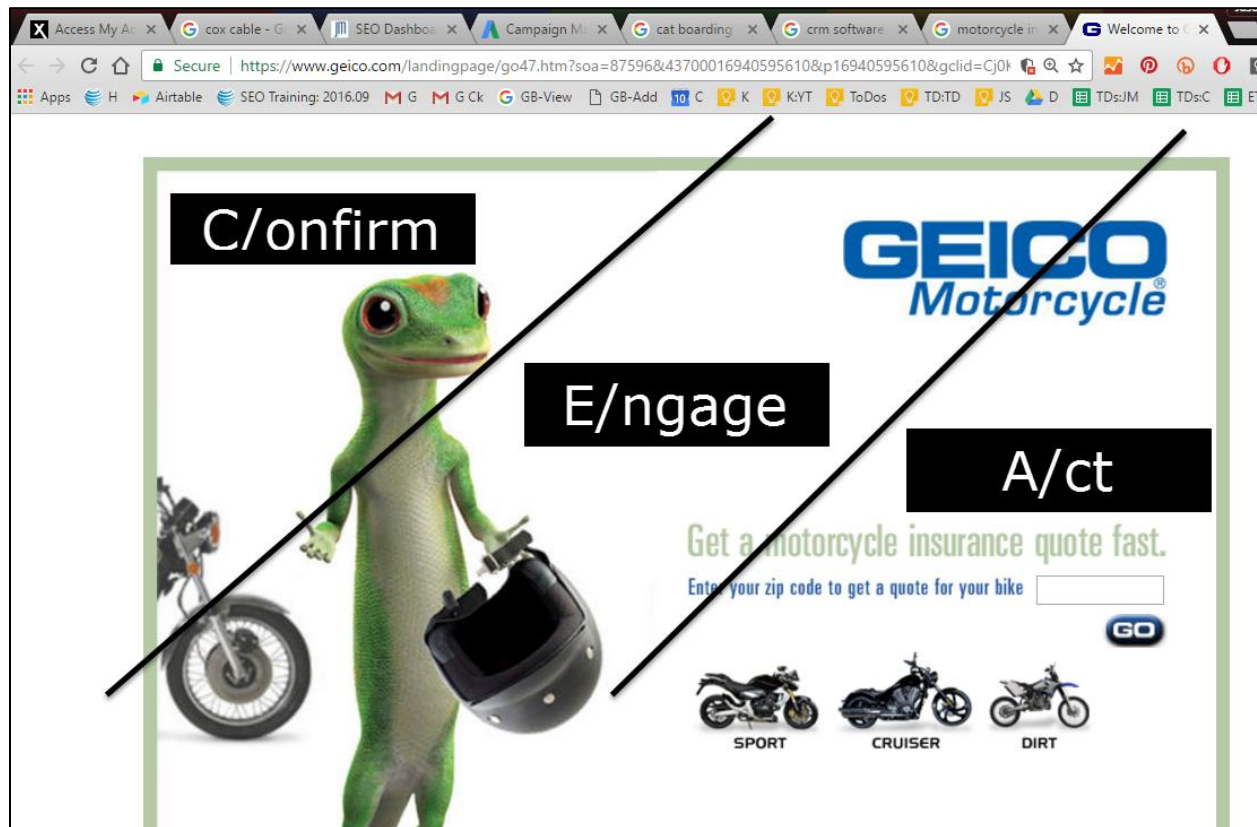 Access My Ac
cox cable - G
SEO Dashboa
Campaign M
cat boarding
crm software
motorcycle in
Welcome to G
Secure | https://www.geico.com/landingpage/go47.htm?soa=87596&43700016940595610&p16940595610&gclid=Cj0k
Apps H Airtable SEO Training: 2016.09 G G Ck GB-View GB-Add 10 C K K:YT ToDos TD:TD JS D TDs:JM TDs:C
C/onfirm
GEICO
Motorcycle®
E/ngage
A/ct
Get a motorcycle insurance quote fast.
Enter your zip code to get a quote for your bike
GO
SPORT CRUISER DIRT